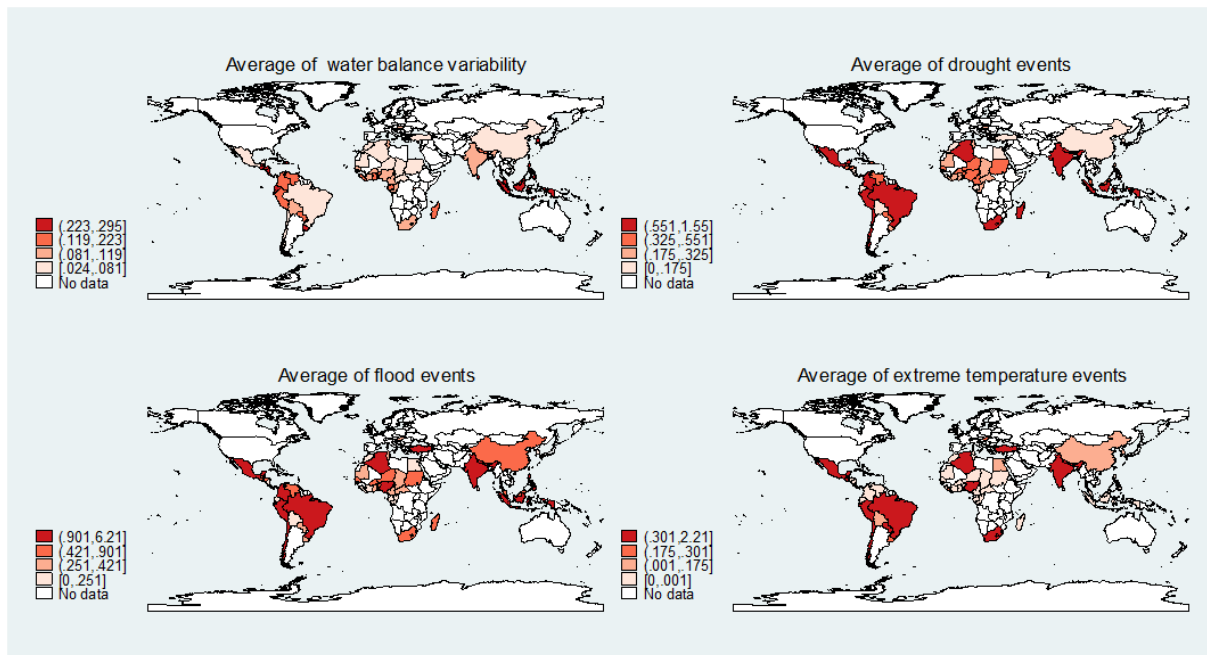 Average of water balance variability
(.223,.295]
(.119,.223]
(.081,.119]
[.024,.081]
No data
Average of drought events
(.551,1.55]
(.325,.551]
(.175,.325]
[0,.175]
No data
Average of flood events
(.901,6.21]
(.421,.901]
(.251,.421]
[0,.251]
No data
Average of extreme temperature events
(.301,2.21]
(.175,.301]
(.001,.175]
[0,.001]
No data